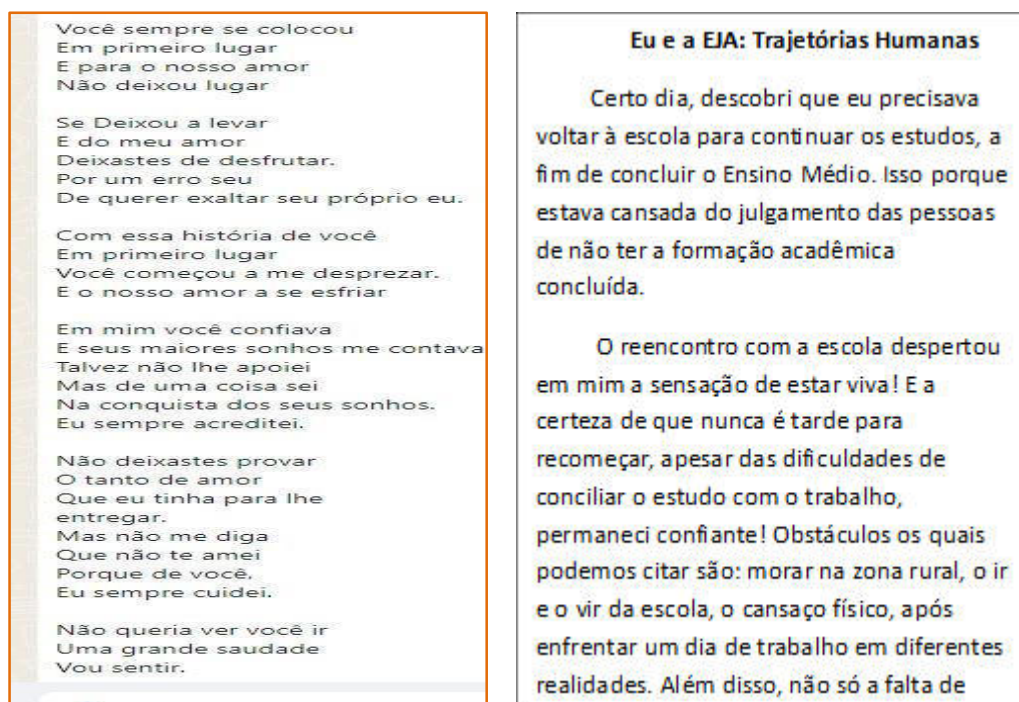 Você sempre se colocou
Em primeiro lugar
E para o nosso amor
Não deixou lugar
Se Deixou a levar
E do meu amor
Deixastes de desfrutar.
Por um erro seu
De querer exaltar seu próprio eu.
Com essa história de você
Em primeiro lugar
Você começou a me desprezar.
E o nosso amor a se esfriar
Em mim você confiava
E seus maiores sonhos me contava
Talvez não lhe apoiei
Mas de uma coisa sei
Na conquista dos seus sonhos.
Eu sempre acreditei.
Não deixastes provar
O tanto de amor
Que eu tinha para lhe
entregar.
Mas não me diga
Que não te amei
Porque de você.
Eu sempre cuidei.
Não queria ver você ir
Uma grande saudade
Vou sentir.
Eu e a EJA: Trajetórias Humanas
Certo dia, descobri que eu precisava
voltar à escola para continuar os estudos, a
fim de concluir o Ensino Médio. Isso porque
estava cansada do julgamento das pessoas
de não ter a formação acadêmica
concluída.
O reencontro com a escola despertou
em mim a sensação de estar viva! E a
certeza de que nunca é tarde para
recomeçar, apesar das dificuldades de
conciliar o estudo com o trabalho,
permaneci confiante! Obstáculos os quais
podemos citar são: morar na zona rural, o ir
e o vir da escola, o cansaço físico, após
enfrentar um dia de trabalho em diferentes
realidades. Além disso, não só a falta de